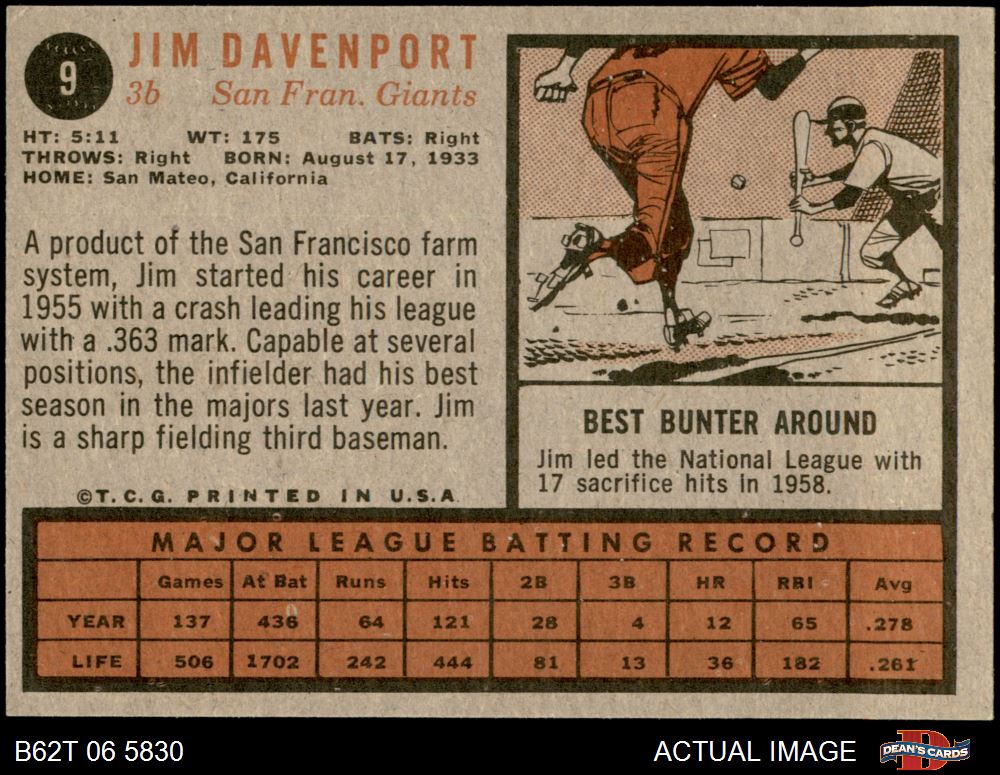 9
JIM DAVENPORT
3b San Fran. Giants
HT: 5:11 WT: 175 BATS: Right
THROWS: Right BORN: August 17, 1933
HOME: San Mateo, California
A product of the San Francisco farm
system, Jim started his career in
1955 with a crash leading his league
with a .363 mark. Capable at several
positions, the infielder had his best
season in the majors last year. Jim
is a sharp fielding third baseman.
©T.C.G. PRINTED IN U.S.A.
BEST BUNTER AROUND
Jim led the National League with
17 sacrifice hits in 1958.
MAJOR LEAGUE BATTING RECORD
Games At Bat Runs Hits 2B 3B HR RBI Avg
YEAR 137 436 64 121 28 4 12 65 .278
LIFE 506 1702 242 444 81 13 36 182 .261
B62T 06 5830 ACTUAL IMAGE DEAN'S CARDS